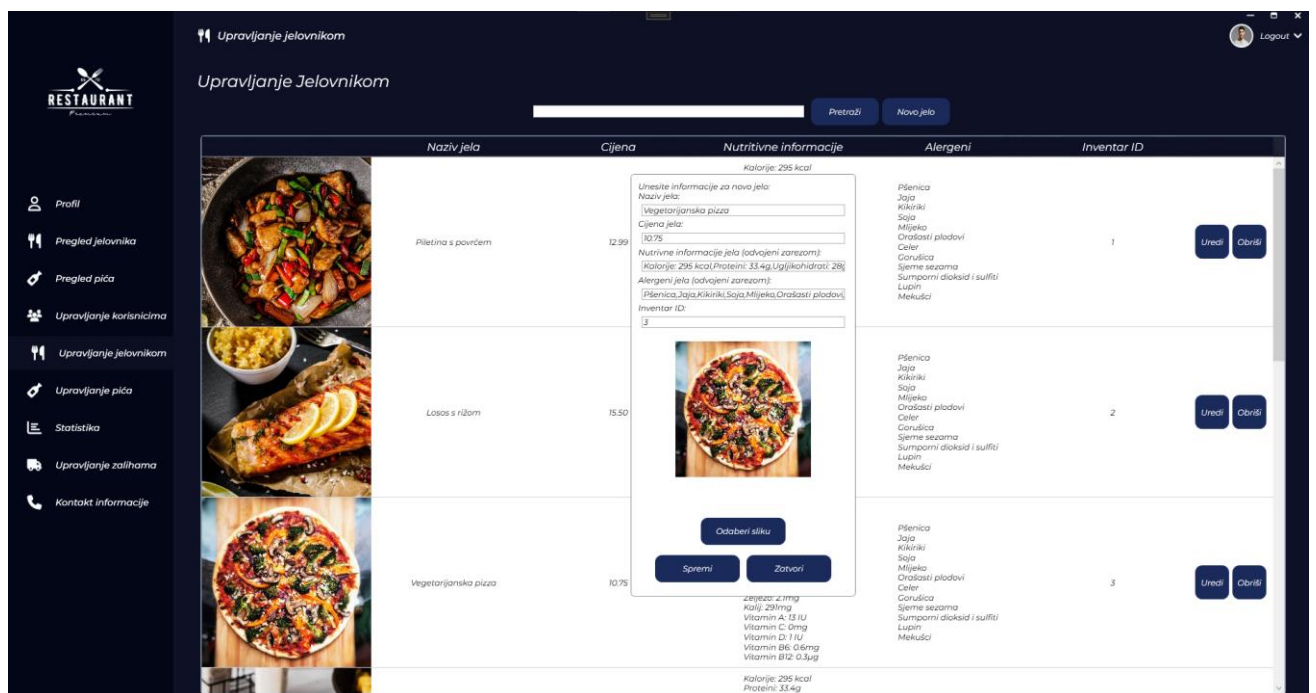 Upravljanje jelovnikom
Logout
RESTAURANT
Premium
Upravljanje Jelovnikom
Pretraži
Novo jelo
Naziv jela
Cijena
Nutritivne informacije
Alergeni
Inventar ID
Profil
Pregled jelovnika
Pregled pića
Upravljanje korisnicima
Upravljanje jelovnikom
Upravljanje pića
Statistika
Upravljanje zalihama
Kontakt informacije
Piletina s povrćem
12.99
Kalorije: 295 kcal
Pšenica
Jaja
Kikiriki
Soja
Mlijeko
Orašasti plodovi
Celer
Gorušica
Sjeme sezama
Sumporni dioksid i sulfiti
Lupin
Mekušci
1
Uredi
Obriši
Losos s rižom
15.50
Pšenica
Jaja
Kikiriki
Soja
Mlijeko
Orašasti plodovi
Celer
Gorušica
Sjeme sezama
Sumporni dioksid i sulfiti
Lupin
Mekušci
2
Uredi
Obriši
Vegetarijanska pizza
10.75
Željezo: 2.1mg
Kalij: 291mg
Vitamin A: 13 IU
Vitamin C: 0mg
Vitamin D: 1 IU
Vitamin B6: 0.6mg
Vitamin B12: 0.3µg
Pšenica
Jaja
Kikiriki
Soja
Mlijeko
Orašasti plodovi
Celer
Gorušica
Sjeme sezama
Sumporni dioksid i sulfiti
Lupin
Mekušci
3
Uredi
Obriši
Kalorije: 295 kcal
Proteini: 33.4g
Unesite informacije za novo jelo:
Naziv jela:
Vegetarijanska pizza
Cijena jela:
10.75
Nutrivne informacije jela (odvojeni zarezom):
Kalorije: 295 kcal,Proteini: 33.4g,Ugljikohidrati: 28g
Alergeni jela (odvojeni zarezom):
Pšenica,Jaja,Kikiriki,Soja,Mlijeko,Orašasti plodovi,
Inventar ID:
3
Odaberi sliku
Spremi
Zatvori